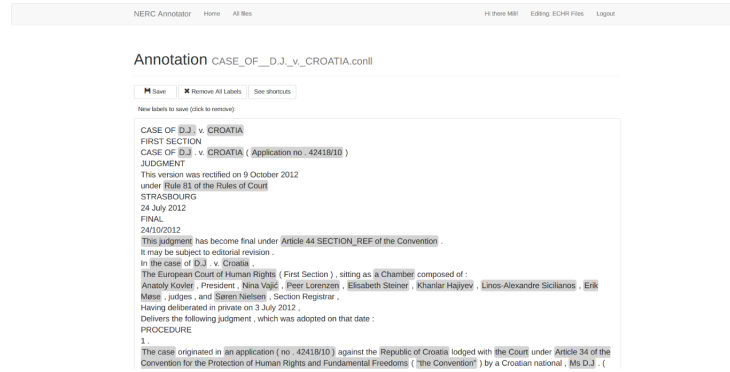 NERC Annotator Home All files Hi there Mili! Editing: ECHR Files Logout
Annotation CASE_OF__D.J._v._CROATIA.conll
Save ✖ Remove All Labels See shortcuts
New labels to save (click to remove):
CASE OF D.J . v. CROATIA
FIRST SECTION
CASE OF D.J . v. CROATIA ( Application no . 42418/10 )
JUDGMENT
This version was rectified on 9 October 2012
under Rule 81 of the Rules of Court
STRASBOURG
24 July 2012
FINAL
24/10/2012
This judgment has become final under Article 44 SECTION_REF of the Convention .
It may be subject to editorial revision .
In the case of D.J . v. Croatia ,
The European Court of Human Rights ( First Section ) , sitting as a Chamber composed of :
Anatoly Kovler , President , Nina Vajić , Peer Lorenzen , Elisabeth Steiner , Khanlar Hajiyev , Linos-Alexandre Sicilianos , Erik
Møse , judges , and Søren Nielsen , Section Registrar ,
Having deliberated in private on 3 July 2012 ,
Delivers the following judgment , which was adopted on that date :
PROCEDURE
1 .
The case originated in an application ( no . 42418/10 ) against the Republic of Croatia lodged with the Court under Article 34 of the
Convention for the Protection of Human Rights and Fundamental Freedoms ( "the Convention" ) by a Croatian national , Ms D.J . (